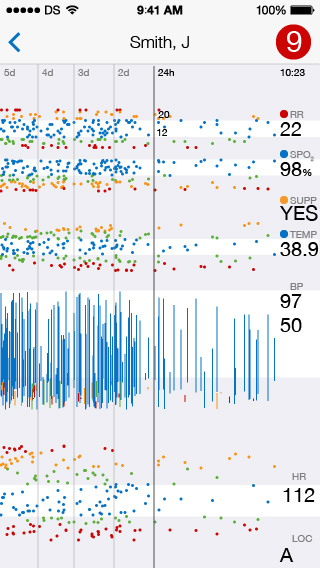 DS 9:41 AM 100%
Smith, J 9
5d 4d 3d 2d 24h 10:23
20 RR
12 22
SPO2
98%
SUPP
YES
TEMP
38.9
BP
97
50
HR
112
LOC
A